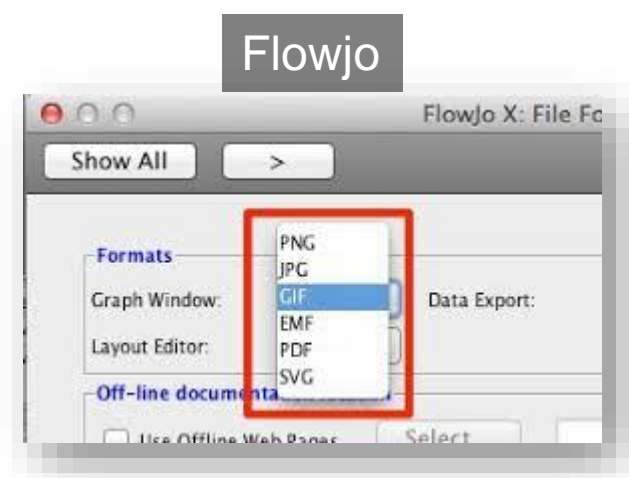 Flowjo
FlowJo X: File Fo
Show All
>
Formats
PNG
JPG
Graph Window:
GIF
Data Export:
EMF
Layout Editor:
PDF
SVG
Off-line documenta
Use Offline Web Pages
Select